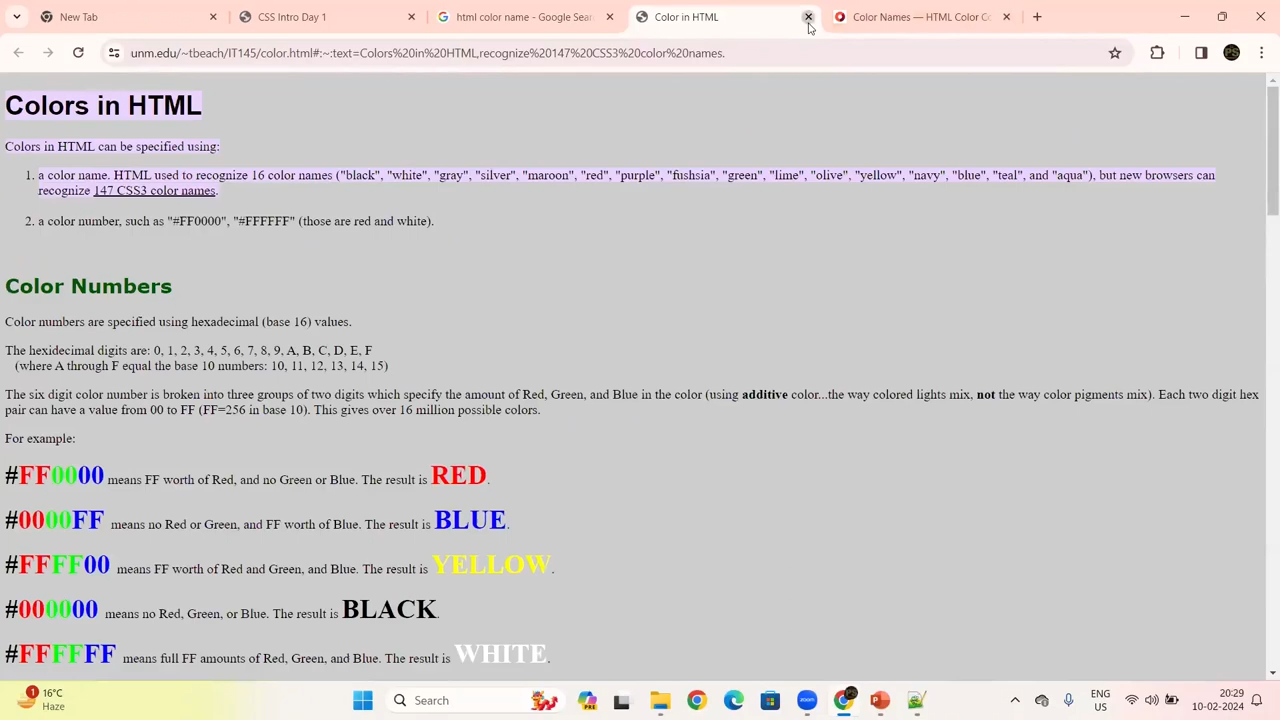 New Tab
CSS Intro Day 1
html color name - Google Sear
Color in HTML
Color Names — HTML Color Co
unm.edu/~tbeach/IT145/color.html#:~:text=Colors%20in%20HTML,recognize%20147%20CSS3%20color%20names.
PS
Colors in HTML
Colors in HTML can be specified using:
1. a color name. HTML used to recognize 16 color names ("black", "white", "gray", "silver", "maroon", "red", "purple", "fushsia", "green", "lime", "olive", "yellow", "navy", "blue", "teal", and "aqua"), but new browsers can
recognize 147 CSS3 color names.
2. a color number, such as "#FF0000", "#FFFFFF" (those are red and white).
Color Numbers
Color numbers are specified using hexadecimal (base 16) values.
The hexidecimal digits are: 0, 1, 2, 3, 4, 5, 6, 7, 8, 9, A, B, C, D, E, F
(where A through F equal the base 10 numbers: 10, 11, 12, 13, 14, 15)
The six digit color number is broken into three groups of two digits which specify the amount of Red, Green, and Blue in the color (using additive color...the way colored lights mix, not the way color pigments mix). Each two digit hex
pair can have a value from 00 to FF (FF=256 in base 10). This gives over 16 million possible colors.
For example:
#FF0000 means FF worth of Red, and no Green or Blue. The result is RED.
#0000FF means no Red or Green, and FF worth of Blue. The result is BLUE.
#FFFF00 means FF worth of Red and Green, and Blue. The result is YELLOW.
#000000 means no Red, Green, or Blue. The result is BLACK.
#FFFFFF means full FF amounts of Red, Green, and Blue. The result is WHITE.
1
16°C
Haze
Search
PRE
zoom
PS
ENG
US
20:29
10-02-2024